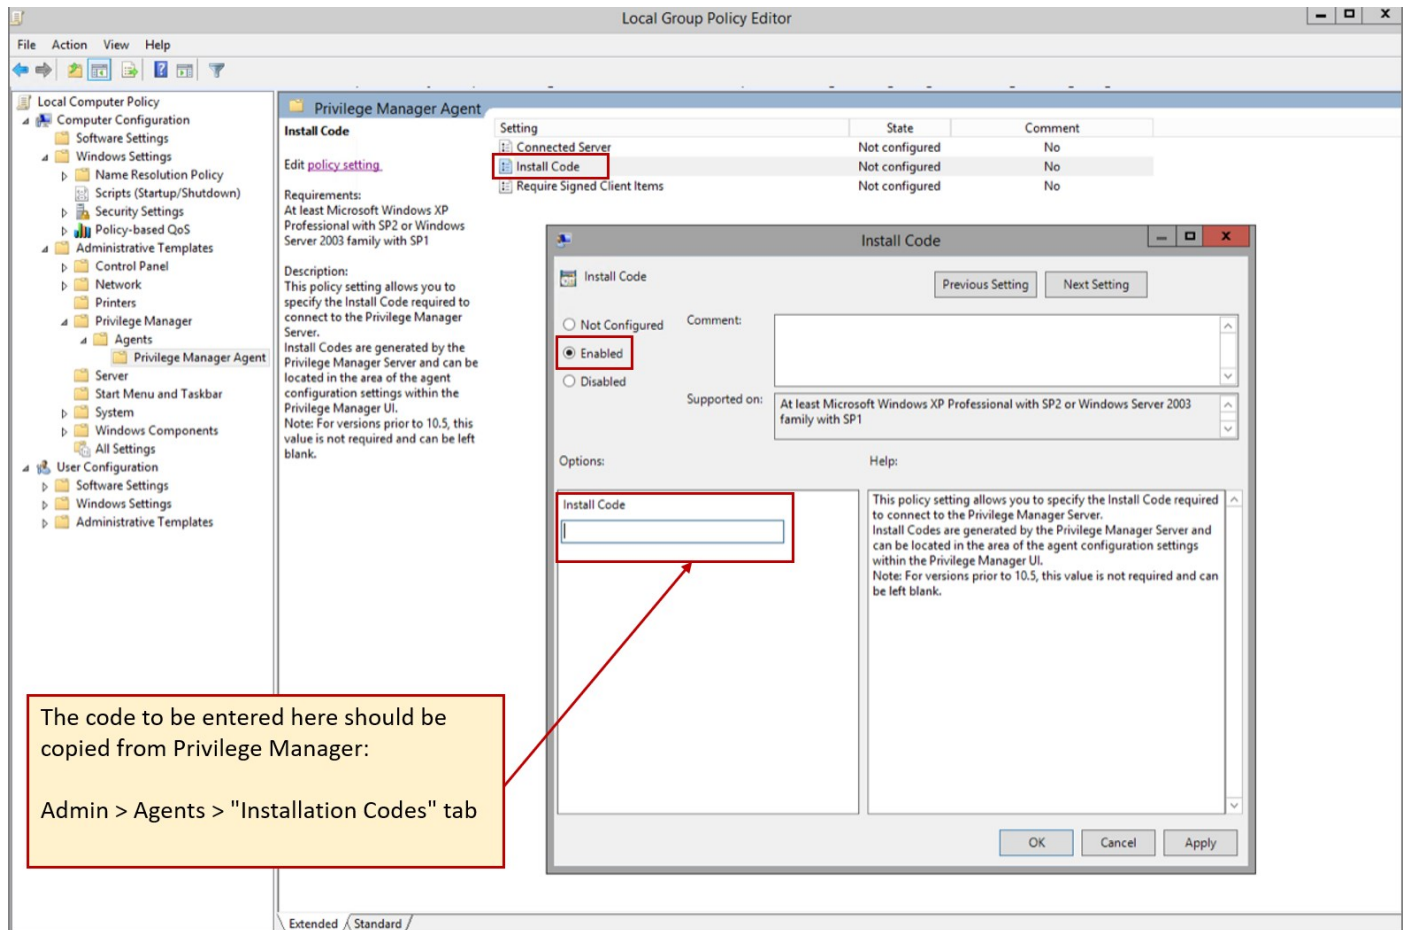 Local Group Policy Editor
File Action View Help
Local Computer Policy
Computer Configuration
Software Settings
Windows Settings
Name Resolution Policy
Scripts (Startup/Shutdown)
Security Settings
Policy-based QoS
Administrative Templates
Control Panel
Network
Printers
Privilege Manager
Agents
Privilege Manager Agent
Server
Start Menu and Taskbar
System
Windows Components
All Settings
User Configuration
Software Settings
Windows Settings
Administrative Templates
Privilege Manager Agent
Install Code
Edit policy setting
Requirements:
At least Microsoft Windows XP
Professional with SP2 or Windows
Server 2003 family with SP1
Description:
This policy setting allows you to
specify the Install Code required to
connect to the Privilege Manager
Server.
Install Codes are generated by the
Privilege Manager Server and can be
located in the area of the agent
configuration settings within the
Privilege Manager UI.
Note: For versions prior to 10.5, this
value is not required and can be left
blank.
Setting State Comment
Connected Server Not configured No
Install Code Not configured No
Require Signed Client Items Not configured No
Install Code
Install Code
Previous Setting Next Setting
Not Configured
Enabled
Disabled
Comment:
Supported on:
At least Microsoft Windows XP Professional with SP2 or Windows Server 2003
family with SP1
Options:
Help:
Install Code
This policy setting allows you to specify the Install Code required
to connect to the Privilege Manager Server.
Install Codes are generated by the Privilege Manager Server and
can be located in the area of the agent configuration settings
within the Privilege Manager UI.
Note: For versions prior to 10.5, this value is not required and can
be left blank.
OK Cancel Apply
The code to be entered here should be
copied from Privilege Manager:
Admin > Agents > "Installation Codes" tab
Extended Standard